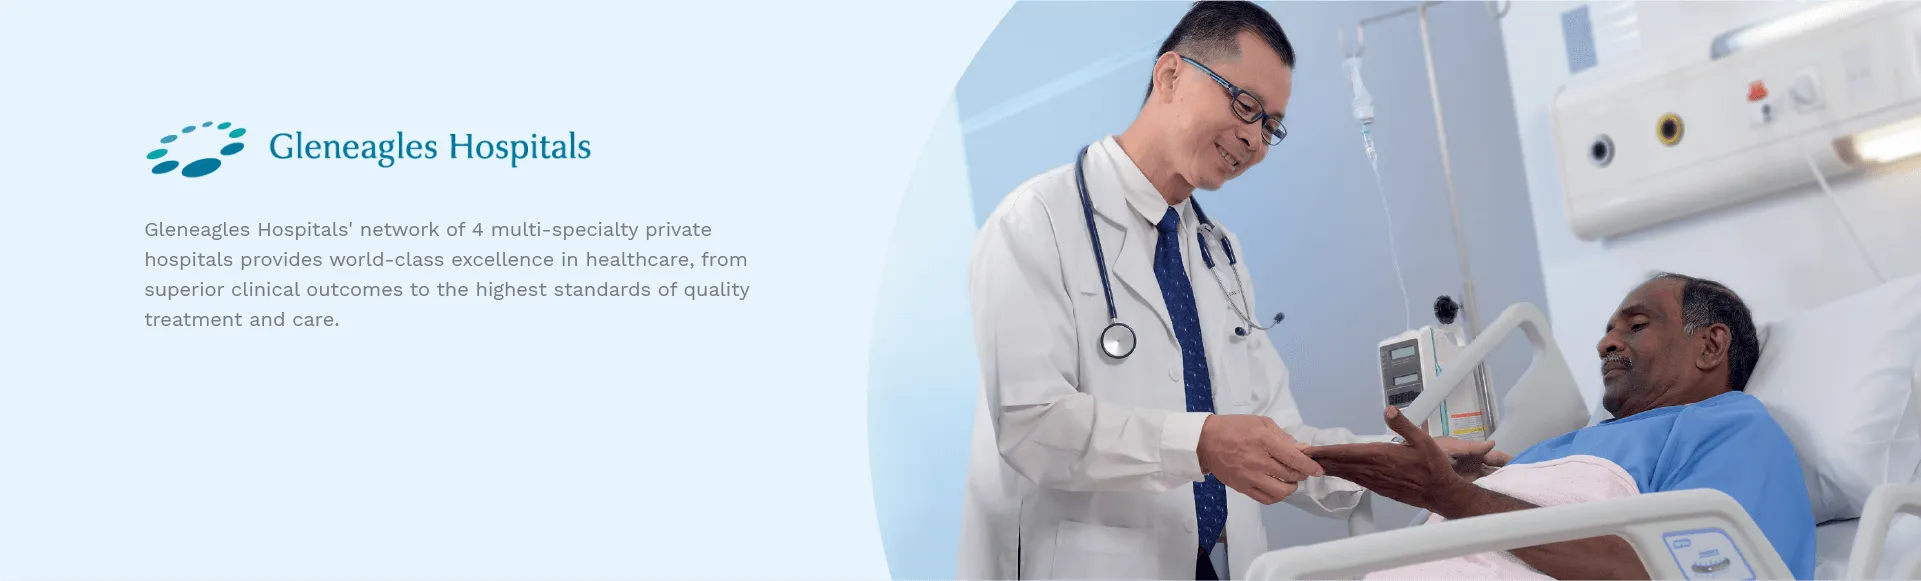 Gleneagles Hospitals
Gleneagles Hospitals' network of 4 multi-specialty private
hospitals provides world-class excellence in healthcare, from
superior clinical outcomes to the highest standards of quality
treatment and care.